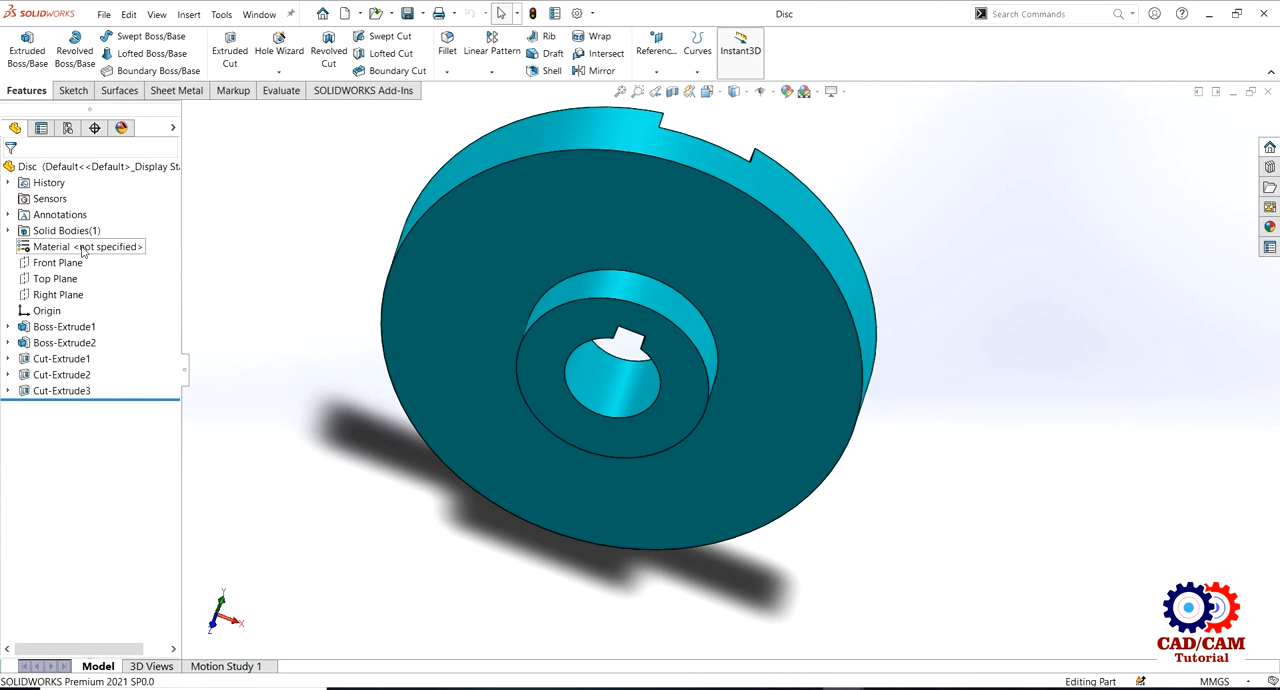 SOLIDWORKS
File Edit View Insert Tools Window
Disc
Search Commands
Extruded Boss/Base
Revolved Boss/Base
Swept Boss/Base
Lofted Boss/Base
Boundary Boss/Base
Extruded Cut
Hole Wizard
Revolved Cut
Swept Cut
Lofted Cut
Boundary Cut
Fillet
Linear Pattern
Rib
Draft
Shell
Wrap
Intersect
Mirror
Referenc...
Curves
Instant3D
Features Sketch Surfaces Sheet Metal Markup Evaluate SOLIDWORKS Add-Ins
Disc (Default<<Default>_Display St
History
Sensors
Annotations
Solid Bodies(1)
Material <not specified>
Front Plane
Top Plane
Right Plane
Origin
Boss-Extrude1
Boss-Extrude2
Cut-Extrude1
Cut-Extrude2
Cut-Extrude3
Y
X
Z
CAD/CAM
Tutorial
Model 3D Views Motion Study 1
SOLIDWORKS Premium 2021 SP0.0
Editing Part
MMGS